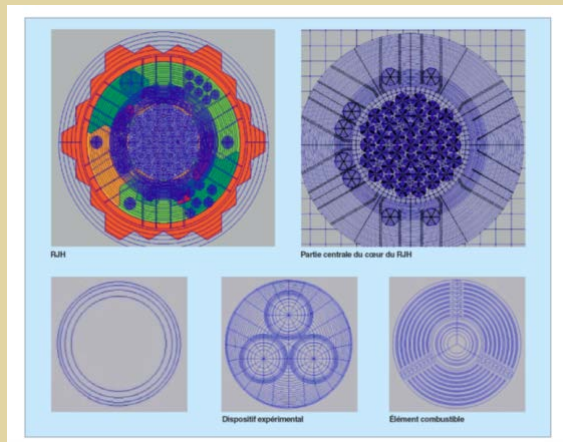 RJH
Partie centrale du cœur du RJH
Dispositif expérimental
Élément combustible